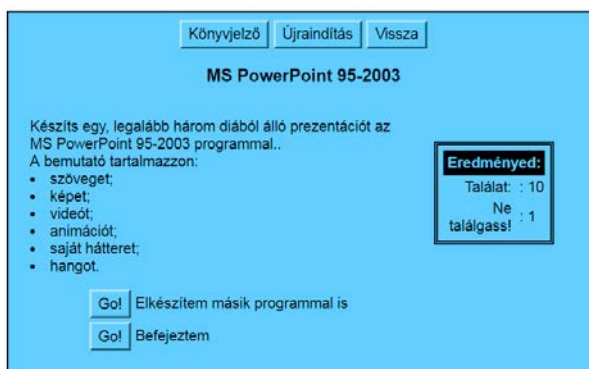 Könyvjelző Újraindítás Vissza
MS PowerPoint 95-2003
Készíts egy, legalább három diából álló prezentációt az
MS PowerPoint 95-2003 programmal..
A bemutató tartalmazzon:
• szöveget;
• képet;
• videót;
• animációt;
• saját hátteret;
• hangot.
Eredményed:
Találat: : 10
Ne
találgass! : 1
Go! Elkészítem másik programmal is
Go! Befejeztem